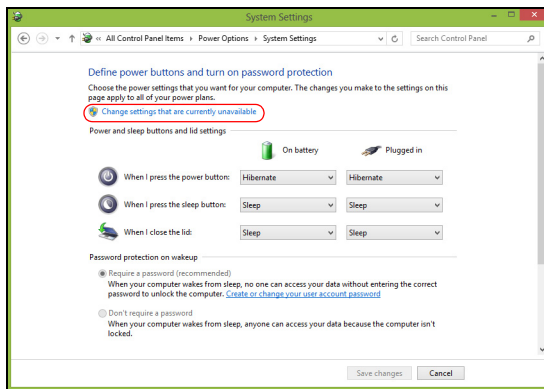 System Settings
« All Control Panel Items ▸ Power Options ▸ System Settings
Search Control Panel
Define power buttons and turn on password protection
Choose the power settings that you want for your computer. The changes you make to the settings on this
page apply to all of your power plans.
Change settings that are currently unavailable
Power and sleep buttons and lid settings
On battery Plugged in
When I press the power button: Hibernate Hibernate
When I press the sleep button: Sleep Sleep
When I close the lid: Sleep Sleep
Password protection on wakeup
Require a password (recommended)
When your computer wakes from sleep, no one can access your data without entering the correct
password to unlock the computer. Create or change your user account password
Don't require a password
When your computer wakes from sleep, anyone can access your data because the computer isn't
locked.
Save changes Cancel